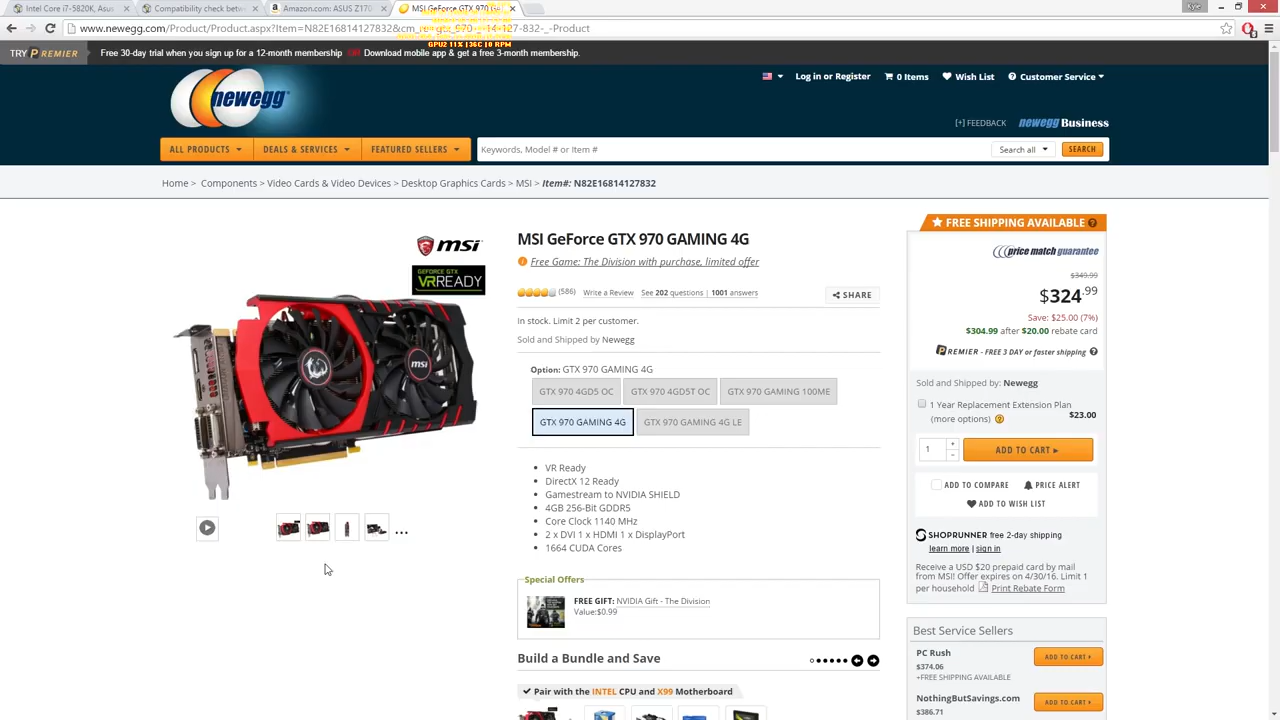 Intel Core i7-5820K, Asus
Compatibility check betwe
Amazon.com: ASUS Z170
MSI GeForce GTX 970 G
Kyle
www.newegg.com/Product/Product.aspx?Item=N82E16814127832&cm_re=gtx_970-_-14-127-832-_-Product
GPU2 11% |36C |0 RPM
TRY PREMIER Free 30-day trial when you sign up for a 12-month membership Download mobile app & get a free 3-month membership.
newegg
Log in or Register 0 Items Wish List Customer Service
[+] FEEDBACK newegg Business
ALL PRODUCTS DEALS & SERVICES FEATURED SELLERS Keywords, Model # or Item # Search all SEARCH
Home > Components > Video Cards & Video Devices > Desktop Graphics Cards > MSI > Item#: N82E16814127832
msi
GEFORCE GTX
VR READY
msi
MSI GeForce GTX 970 GAMING 4G
Free Game: The Division with purchase, limited offer
(586) Write a Review See 202 questions | 1001 answers SHARE
In stock. Limit 2 per customer.
Sold and Shipped by Newegg
Option: GTX 970 GAMING 4G
GTX 970 4GD5 OC GTX 970 4GD5T OC GTX 970 GAMING 100ME
GTX 970 GAMING 4G GTX 970 GAMING 4G LE
VR Ready
DirectX 12 Ready
Gamestream to NVIDIA SHIELD
4GB 256-Bit GDDR5
Core Clock 1140 MHz
2 x DVI 1 x HDMI 1 x DisplayPort
1664 CUDA Cores
Special Offers
FREE GIFT: NVIDIA Gift - The Division
Value:$0.99
Build a Bundle and Save
Pair with the INTEL CPU and X99 Motherboard
FREE SHIPPING AVAILABLE
price match guarantee
$349.99
$324.99
Save: $25.00 (7%)
$304.99 after $20.00 rebate card
PREMIER - FREE 3 DAY or faster shipping
Sold and Shipped by: Newegg
1 Year Replacement Extension Plan
(more options) $23.00
1 ADD TO CART
ADD TO COMPARE PRICE ALERT
ADD TO WISH LIST
SHOPRUNNER free 2-day shipping
learn more | sign in
Receive a USD $20 prepaid card by mail
from MSI! Offer expires on 4/30/16. Limit 1
per household Print Rebate Form
Best Service Sellers
PC Rush
$374.06
+FREE SHIPPING AVAILABLE
ADD TO CART
NothingButSavings.com
$386.71
ADD TO CART